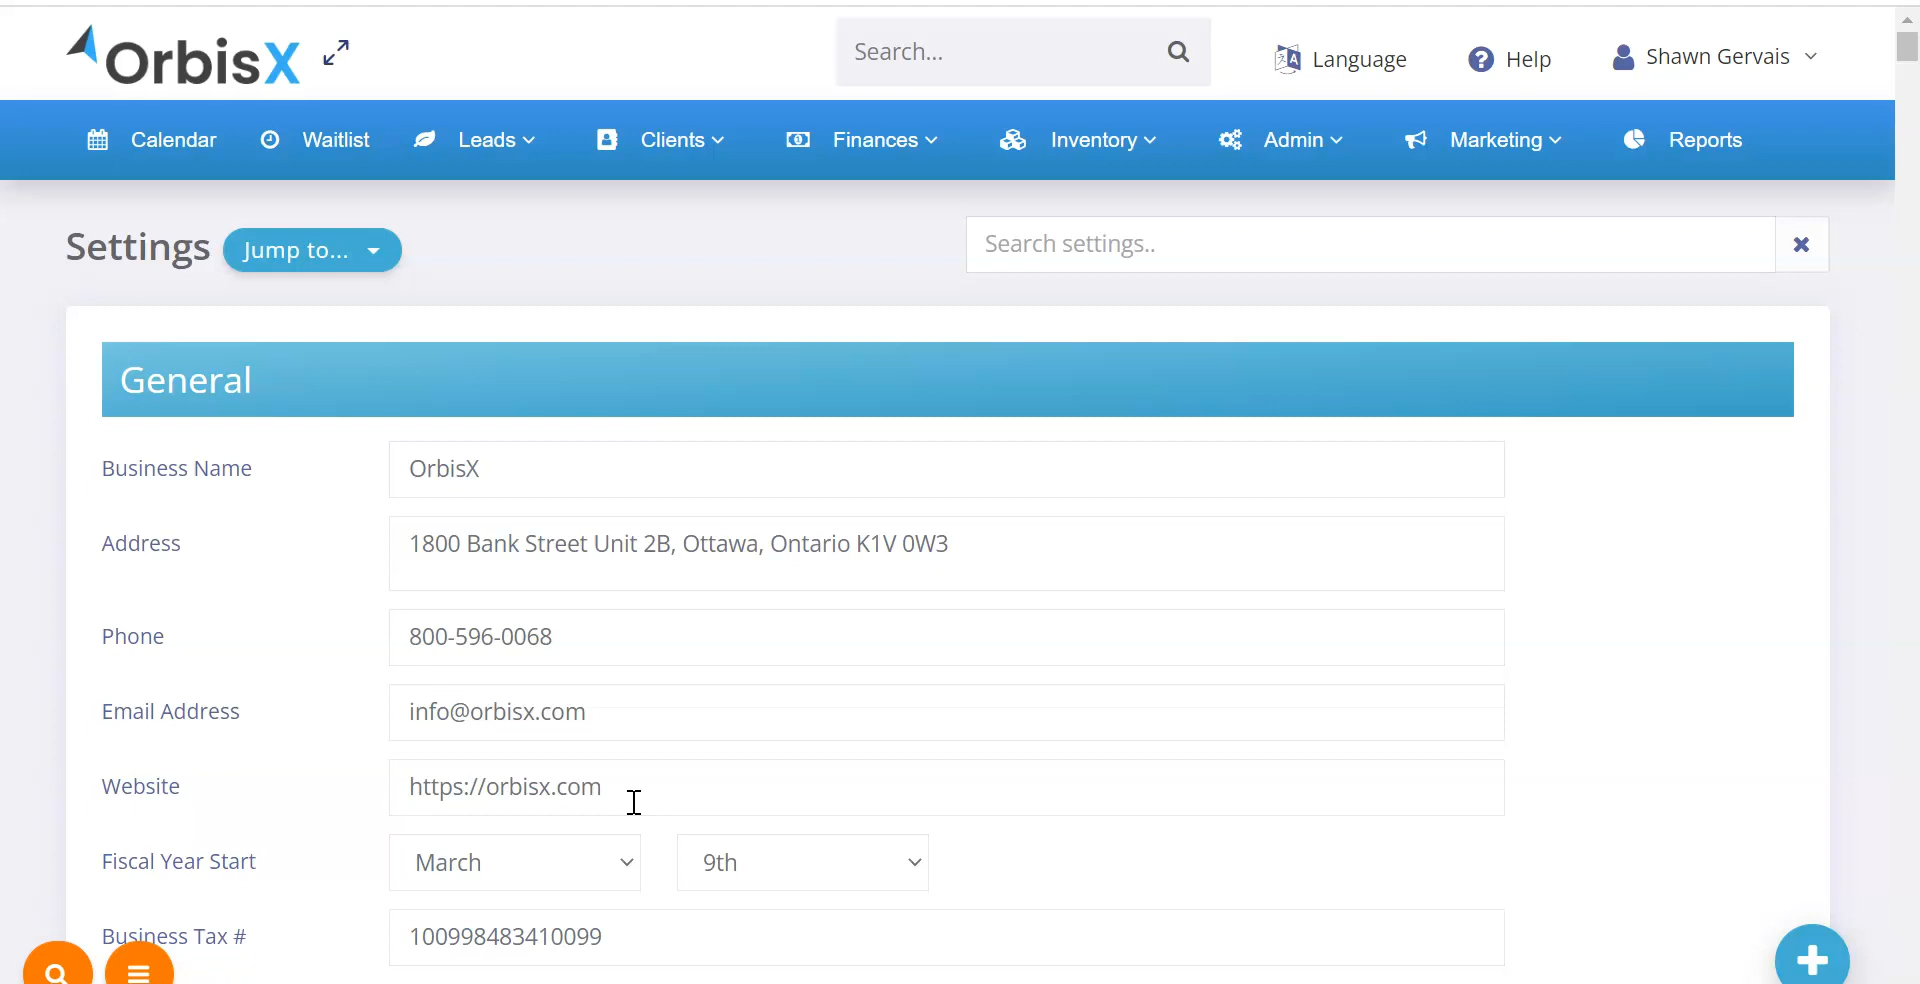 OrbisX
Search...
Language
Help
Shawn Gervais
Calendar
Waitlist
Leads
Clients
Finances
Inventory
Admin
Marketing
Reports
Settings
Jump to...
Search settings..
General
Business Name
OrbisX
Address
1800 Bank Street Unit 2B, Ottawa, Ontario K1V 0W3
Phone
800-596-0068
Email Address
info@orbisx.com
Website
https://orbisx.com
Fiscal Year Start
March
9th
Business Tax #
100998483410099